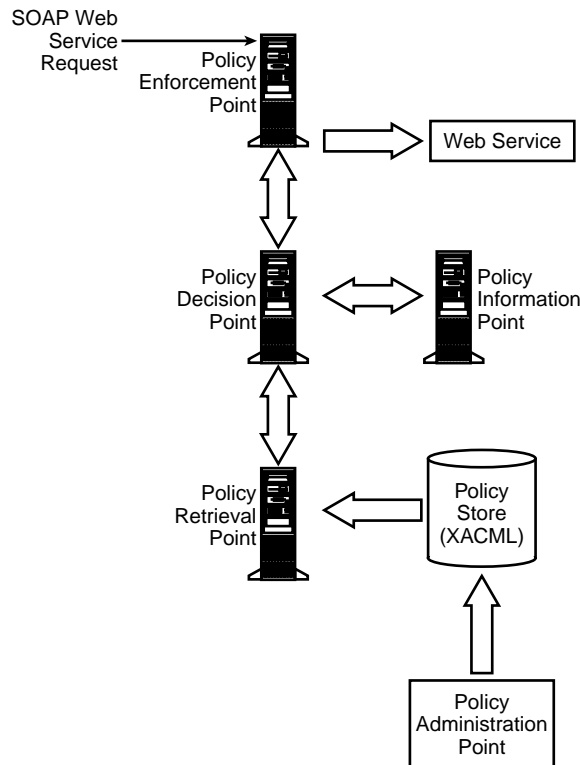 SOAP Web
Service
Request
Policy
Enforcement
Point
Web Service
Policy
Decision
Point
Policy
Information
Point
Policy
Retrieval
Point
Policy
Store
(XACML)
Policy
Administration
Point